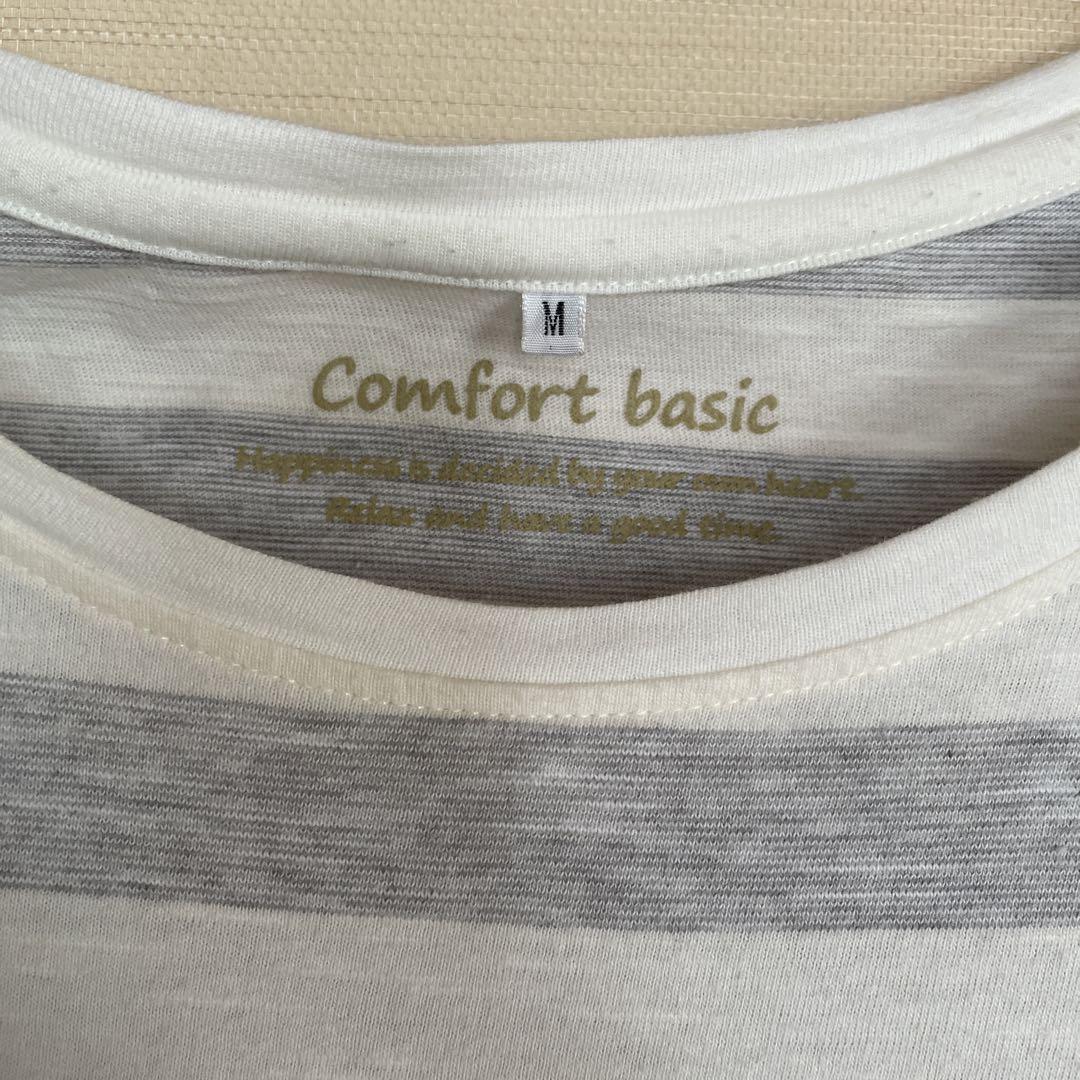 M
Comfort basic
Happiness is decided by your own heart.
Relax and have a good time.